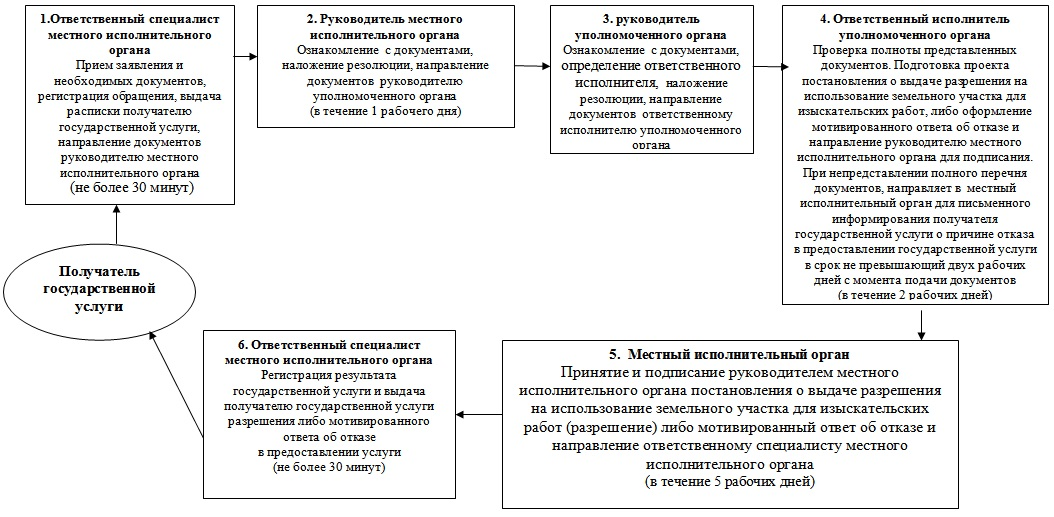 1.Ответственный специалист
местного исполнительного
органа
Прием заявления и
необходимых документов,
регистрация обращения, выдача
расписки получателю
государственной услуги,
направление документов
руководителю местного
исполнительного органа
(не более 30 минут)
2. Руководитель местного
исполнительного органа
Ознакомление с документами,
наложение резолюции, направление
документов руководителю
уполномоченного органа
(в течение 1 рабочего дня)
3. руководитель
уполномоченного органа
Ознакомление с документами,
определение ответственного
исполнителя, наложение
резолюции, направление
документов ответственному
исполнителю уполномоченного
органа
4. Ответственный исполнитель
уполномоченного органа
Проверка полноты представленных
документов. Подготовка проекта
постановления о выдаче разрешения на
использование земельного участка для
изыскательских работ, либо оформление
мотивированного ответа об отказе и
направление руководителю местного
исполнительного органа для подписания.
При непредставлении полного перечня
документов, направляет в местный
исполнительный орган для письменного
информирования получателя
государственной услуги о причине отказа
в предоставлении государственной услуги
в срок не превышающий двух рабочих
дней с момента подачи документов
(в течение 2 рабочих дней)
5. Местный исполнительный орган
Принятие и подписание руководителем местного
исполнительного органа постановления о выдаче разрешения
на использование земельного участка для изыскательских
работ (разрешение) либо мотивированный ответ об отказе и
направление ответственному специалисту местного
исполнительного органа
(в течение 5 рабочих дней)
6. Ответственный специалист
местного исполнительного органа
Регистрация результата
государственной услуги и выдача
получателю государственной услуги
разрешения либо мотивированного
ответа об отказе
в предоставлении услуги
(не более 30 минут)
Получатель
государственной
услуги